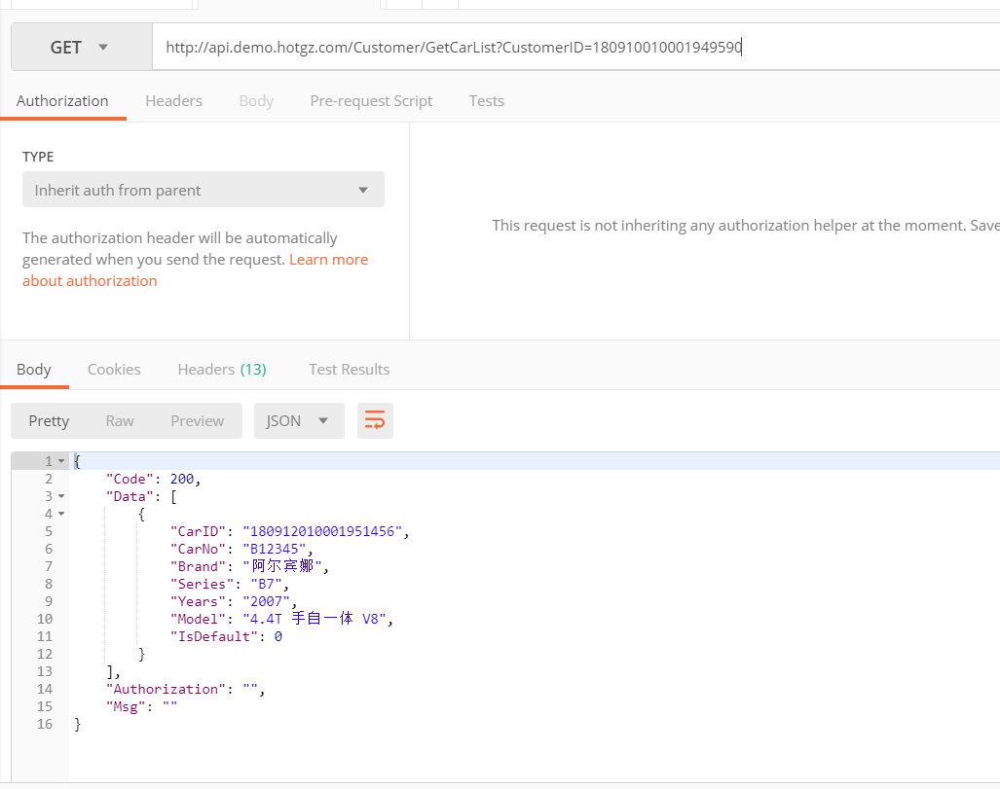 GET http://api.demo.hotgz.com/Customer/GetCarList?CustomerID=180910010001949590
Authorization Headers Body Pre-request Script Tests
TYPE
Inherit auth from parent
The authorization header will be automatically
generated when you send the request. Learn more
about authorization
This request is not inheriting any authorization helper at the moment. Save
Body Cookies Headers (13) Test Results
Pretty Raw Preview JSON
1 {
2 "Code": 200,
3 "Data": [
4 {
5 "CarID": "180912010001951456",
6 "CarNo": "B12345",
7 "Brand": "阿尔宾娜",
8 "Series": "B7",
9 "Years": "2007",
10 "Model": "4.4T 手自一体 V8",
11 "IsDefault": 0
12 }
13 ],
14 "Authorization": "",
15 "Msg": ""
16 }